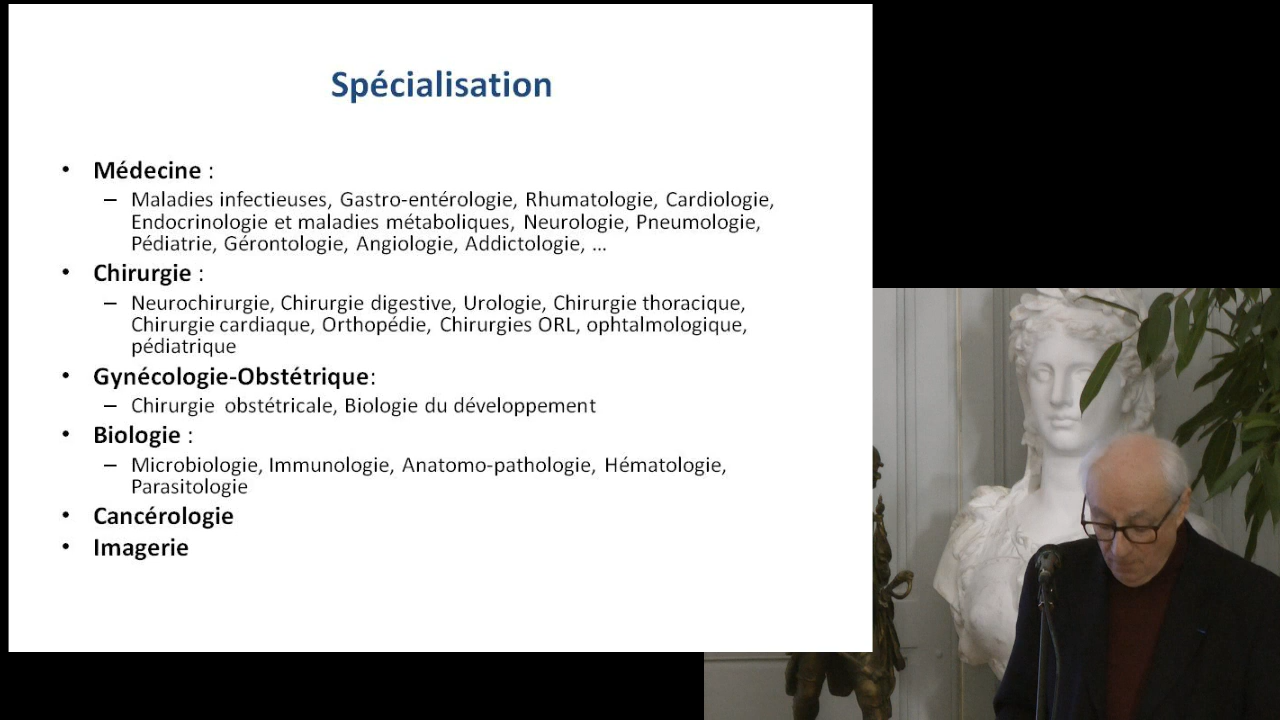 Spécialisation
• Médecine :
– Maladies infectieuses, Gastro-entérologie, Rhumatologie, Cardiologie,
Endocrinologie et maladies métaboliques, Neurologie, Pneumologie,
Pédiatrie, Gérontologie, Angiologie, Addictologie, ...
• Chirurgie :
– Neurochirurgie, Chirurgie digestive, Urologie, Chirurgie thoracique,
Chirurgie cardiaque, Orthopédie, Chirurgies ORL, ophtalmologique,
pédiatrique
• Gynécologie-Obstétrique:
– Chirurgie obstétricale, Biologie du développement
• Biologie :
– Microbiologie, Immunologie, Anatomo-pathologie, Hématologie,
Parasitologie
• Cancérologie
• Imagerie